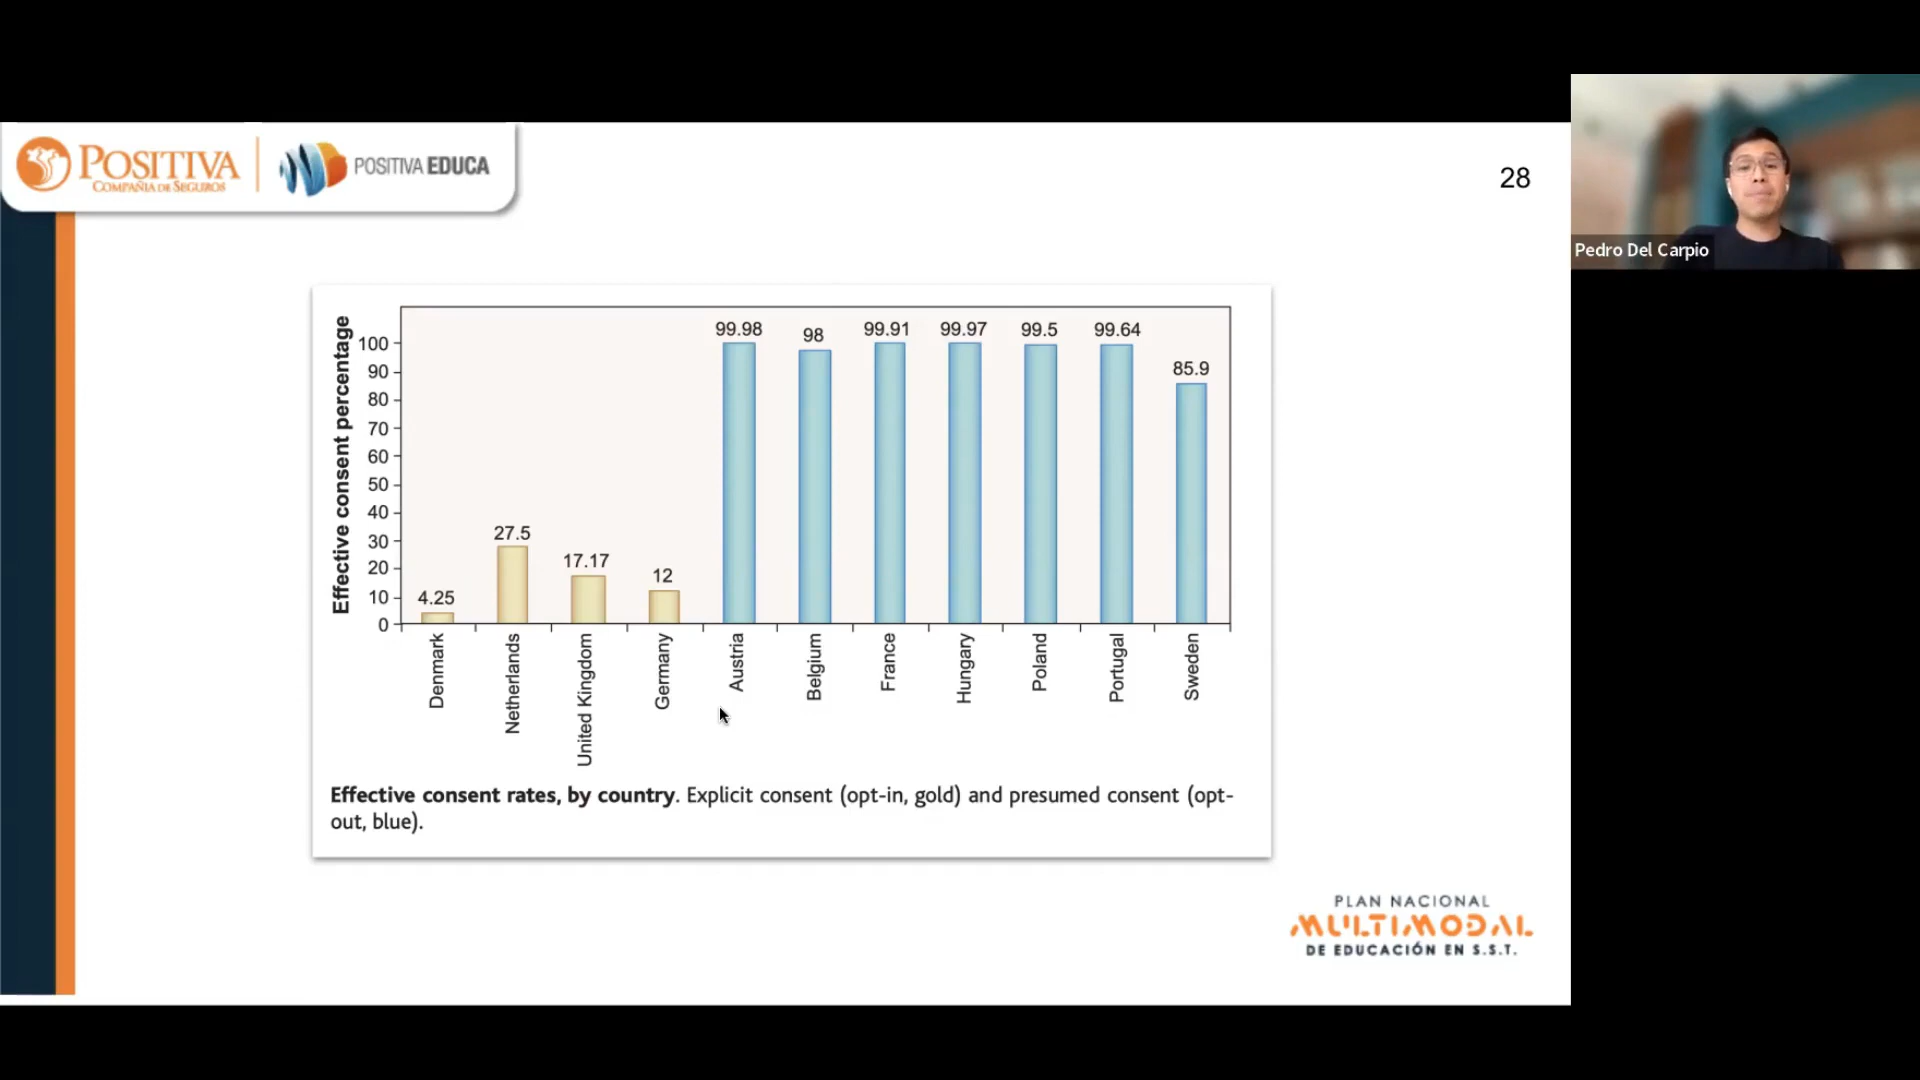 POSITIVA
COMPAÑIA DE SEGUROS
POSITIVA EDUCA
28
Pedro Del Carpio
Effective consent percentage
100
90
80
70
60
50
40
30
20
10
0
4.25
27.5
17.17
12
99.98
98
99.91
99.97
99.5
99.64
85.9
Denmark
Netherlands
United Kingdom
Germany
Austria
Belgium
France
Hungary
Poland
Portugal
Sweden
Effective consent rates, by country. Explicit consent (opt-in, gold) and presumed consent (opt-
out, blue).
PLAN NACIONAL
MULTIMODAL
DE EDUCACIÓN EN S.S.T.